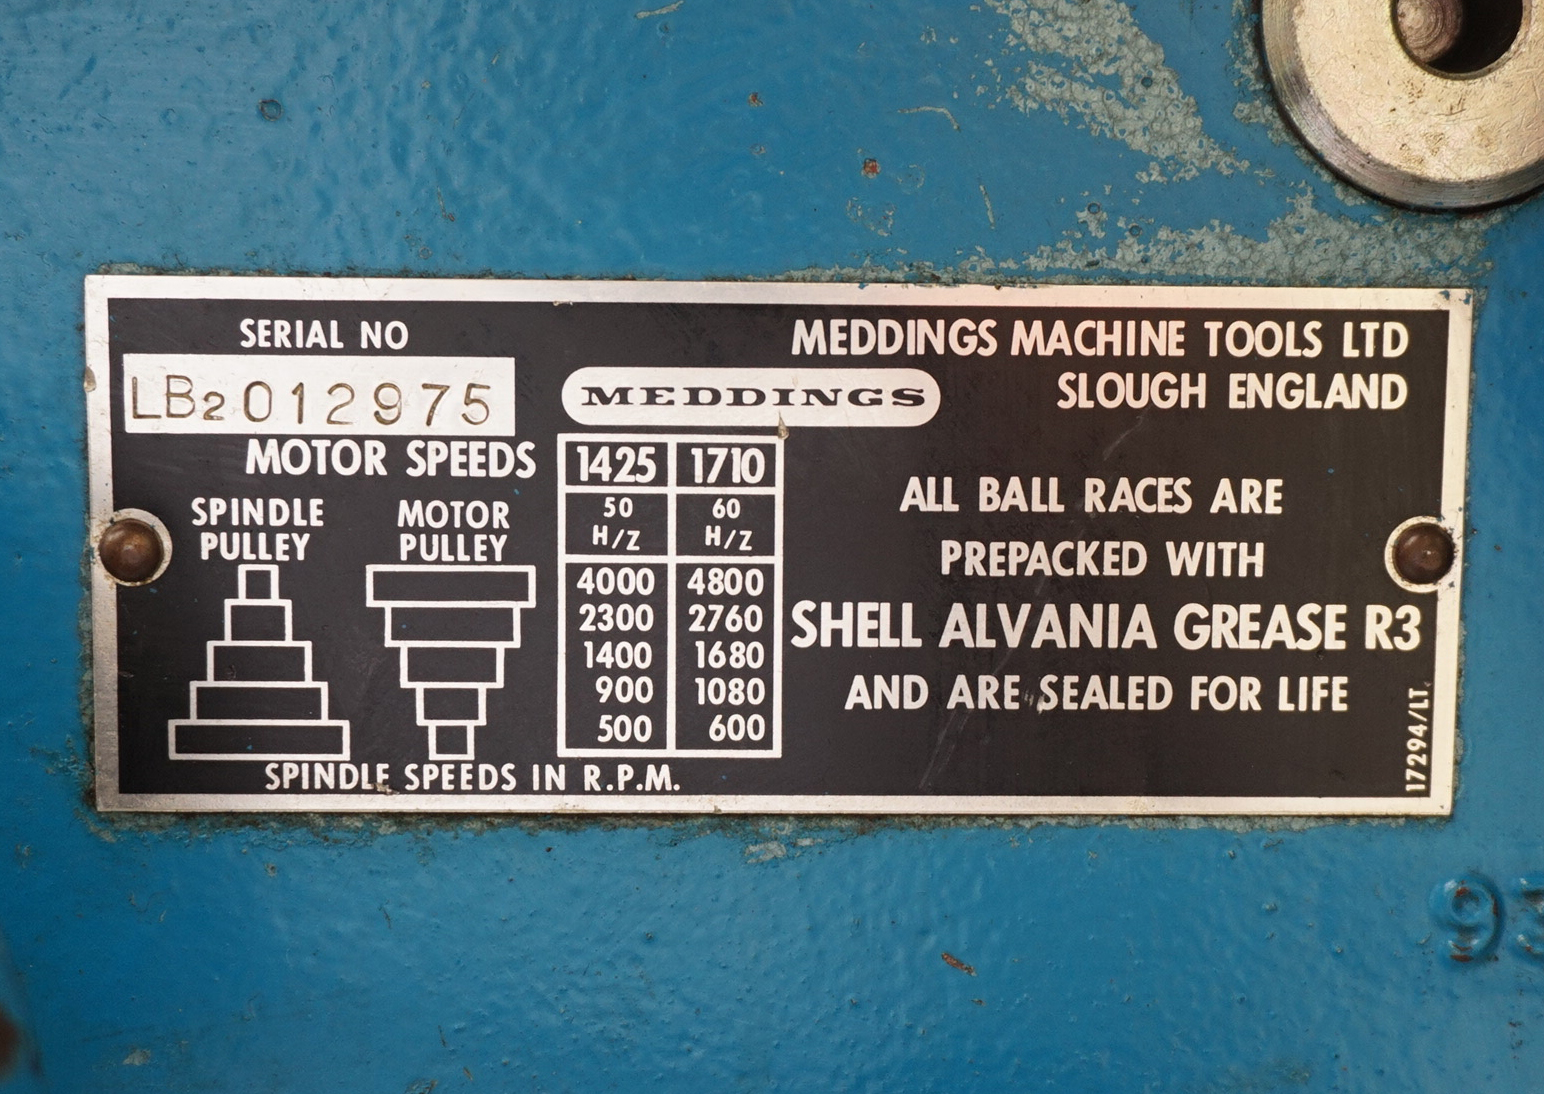 SERIAL NO
LB2 012975
MEDDINGS MACHINE TOOLS LTD
SLOUGH ENGLAND
MEDDINGS
MOTOR SPEEDS 1425 1710
50 H/Z 60 H/Z
SPINDLE PULLEY
MOTOR PULLEY
4000 4800
2300 2760
1400 1680
900 1080
500 600
SPINDLE SPEEDS IN R.P.M.
ALL BALL RACES ARE
PREPACKED WITH
SHELL ALVANIA GREASE R3
AND ARE SEALED FOR LIFE
17294/LT